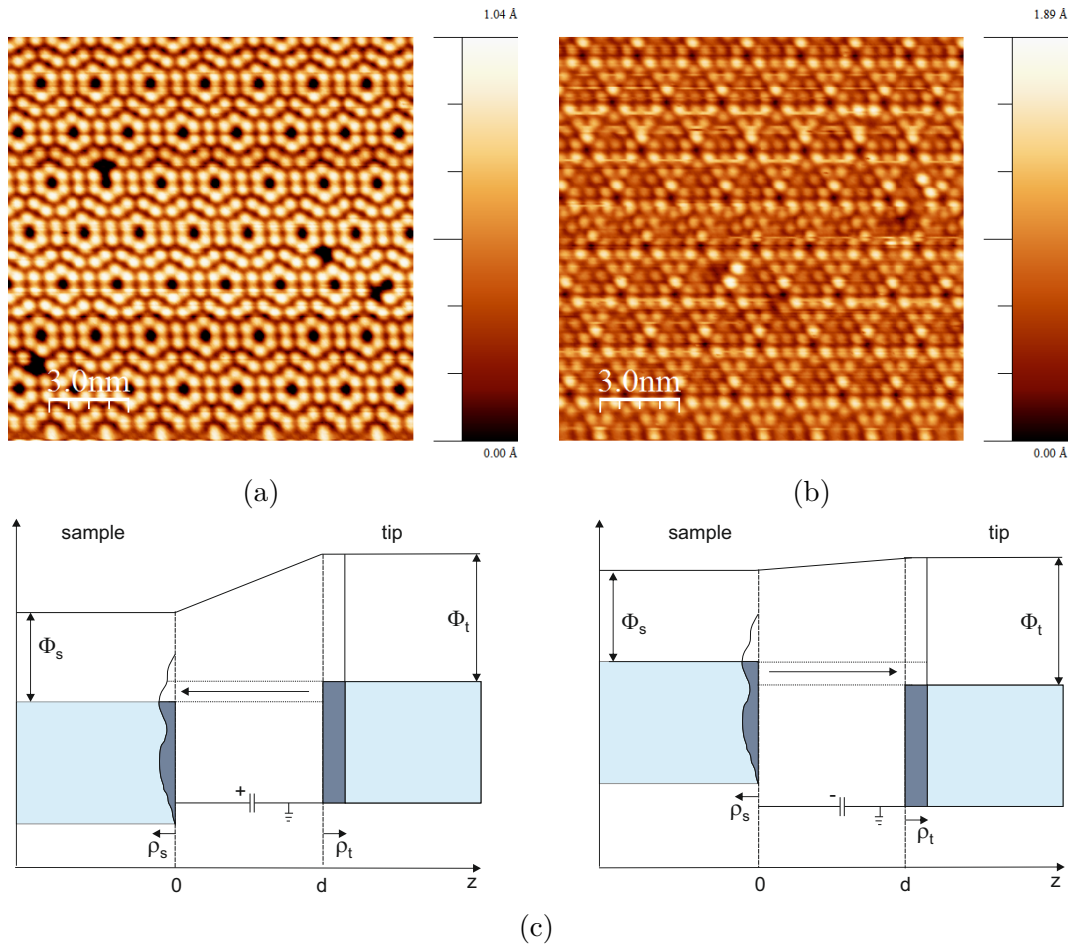 1.04 Å
3.0nm
0.00 Å
(a)
1.89 Å
3.0nm
0.00 Å
(b)
sample
tip
Φs
Φt
+
ρs
ρt
0
d
z
sample
tip
Φs
Φt
-
ρs
ρt
0
d
z
(c)